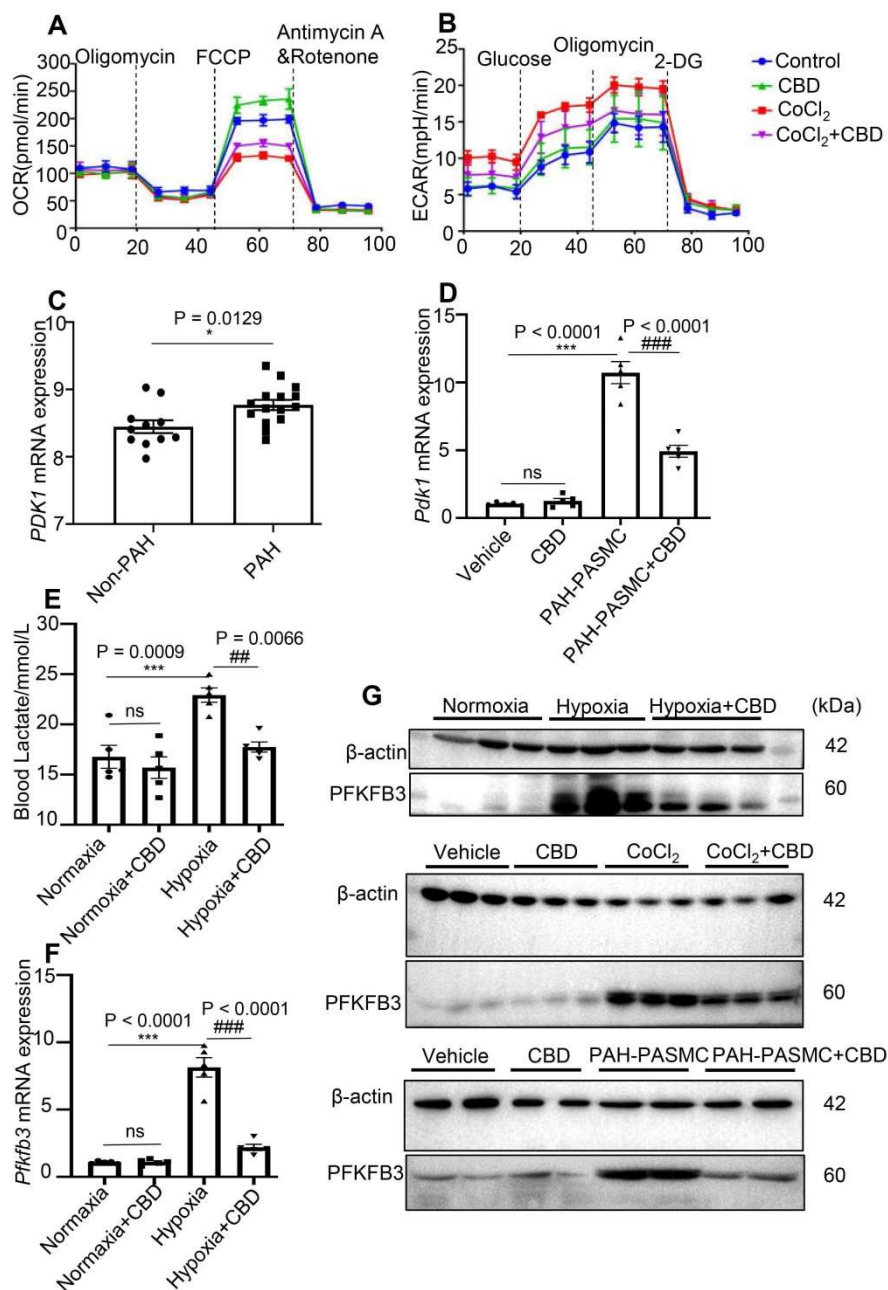 A
Oligomycin
FCCP
Antimycin A
&Rotenone
OCR(pmol/min)
300
250
200
150
100
50
0
0 20 40 60 80 100
B
Glucose
Oligomycin
2-DG
ECAR(mpH/min)
25
20
15
10
5
0
0 20 40 60 80 100
Control
CBD
CoCl2
CoCl2+CBD
C
P = 0.0129
*
PDK1 mRNA expression
10
9
8
7
Non-PAH
PAH
D
P < 0.0001
***
P < 0.0001
###
ns
Pdk1 mRNA expression
15
10
5
0
Vehicle
CBD
PAH-PASMC
PAH-PASMC+CBD
E
P = 0.0009
***
P = 0.0066
##
ns
Blood Lactate/mmol/L
30
25
20
15
10
Normaxia
Normoxia+CBD
Hypoxia
Hypoxia+CBD
F
P < 0.0001
***
P < 0.0001
###
ns
Pfkfb3 mRNA expression
15
10
5
0
Normaxia
Normaxia+CBD
Hypoxia
Hypoxia+CBD
G
Normoxia Hypoxia Hypoxia+CBD (kDa)
β-actin 42
PFKFB3 60
Vehicle CBD CoCl2 CoCl2+CBD
β-actin 42
PFKFB3 60
Vehicle CBD PAH-PASMC PAH-PASMC+CBD
β-actin 42
PFKFB3 60